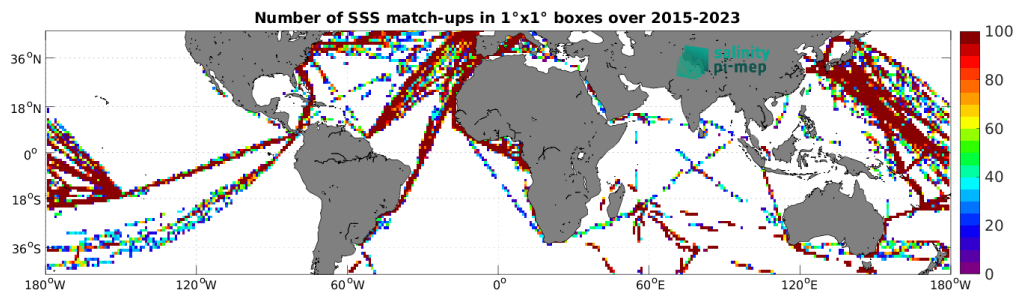 Number of SSS match-ups in 1°x1° boxes over 2015-2023
salinity
pi-mep
36°N
18°N
0°
18°S
36°S
180°W
120°W
60°W
0°
60°E
120°E
180°W
100
80
60
40
20
0